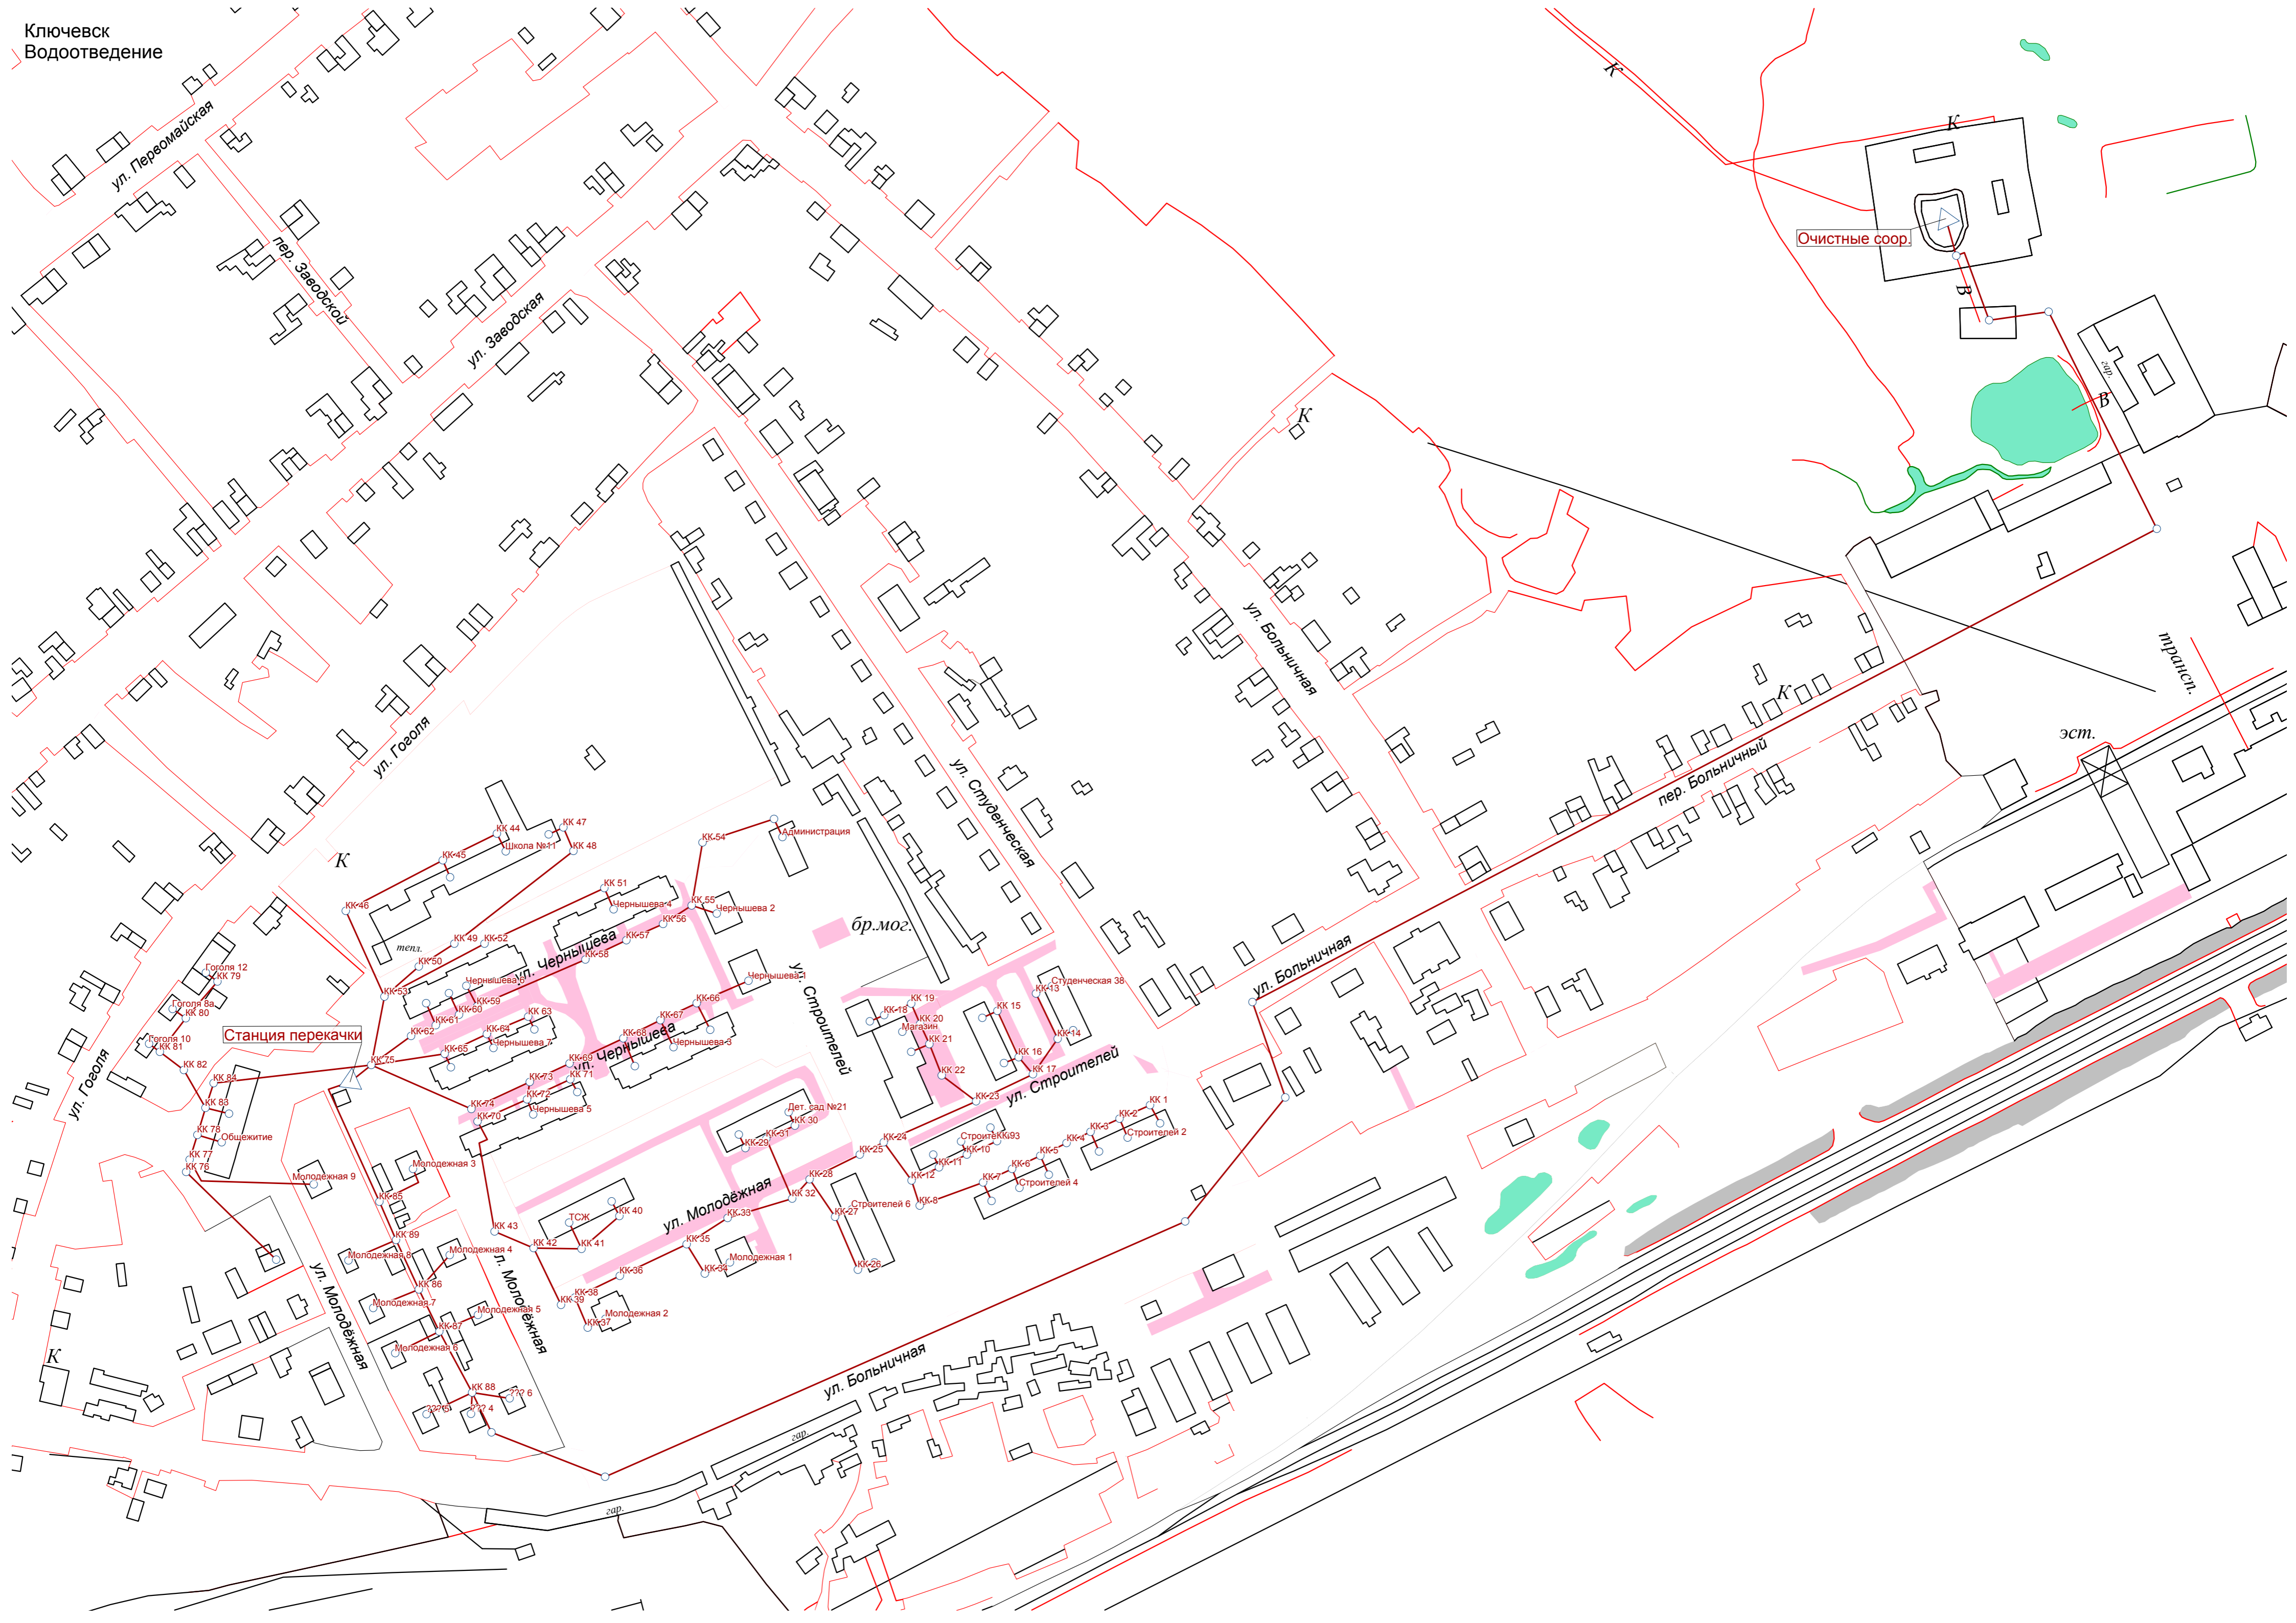 Ключевск
Водоотведение
ул. Первомайская
пер. Заводской
ул. Заводская
К
К
Очистные соор.
В
гар.
В
К
ул. Гоголя
ул. Больничная
К
трансп.
эст.
пер. Больничный
ул. Студенческая
К
КК 44
КК 47
Школа №11
КК 48
КК-45
КК-54
Администрация
КК-46
КК 51
Чернышева 4
КК-55
Чернышева 2
КК-56
КК-57
бр.мог.
КК 49
КК-52
тепл.
КК-50
ул. Чернышева
КК-58
КК-53
Гоголя 12
КК 79
Чернышева 6
КК-59
КК-60
КК-61
КК-62
Чернышева 1
КК-66
КК-67
КК-68
Чернышева 3
ул. Чернышева
ул. Строителей
ул. Больничная
Студенческая 38
КК-13
КК-14
КК 15
КК 16
КК 17
КК-18
КК 19
Магазин
КК 20
КК 21
КК 22
КК-23
ул. Строителей
Гоголя 8а
КК 80
Гоголя 10
КК 81
КК 82
Станция перекачки
КК 63
КК-64
Чернышева 7
КК-65
КК-75
КК-69
КК 71
КК-73
КК-72
КК-74
КК-70
Чернышева 5
КК-84
КК 83
КК 78
Общежитие
КК 77
КК 76
ул. Гоголя
Молодежная 9
Молодежная 3
КК-85
Дет. сад №21
КК 30
КК-31
КК-29
КК-24
КК-25
КК-28
КК 32
КК-27
Строителей 6
КК-26
КК-33
ул. Молодёжная
КК 1
КК-2
КК-3
Строителей 2
КК-4
КК-5
КК-6
КК-7
Строителей 4
КК-8
КК-10
КК-11
КК-12
ТСЖ
КК 40
КК 41
КК 42
КК 43
КК-35
КК-34
Молодежная 1
КК-36
КК-38
КК-39
КК-37
Молодежная 2
КК 89
Молодежная 8
Молодежная 4
КК 86
Молодежная 7
Молодежная 5
КК-87
Молодежная 6
КК 88
??? 6
??? 5
??? 4
ул. Молодёжная
л. Молодёжная
К
ул. Больничная
гар.
гар.